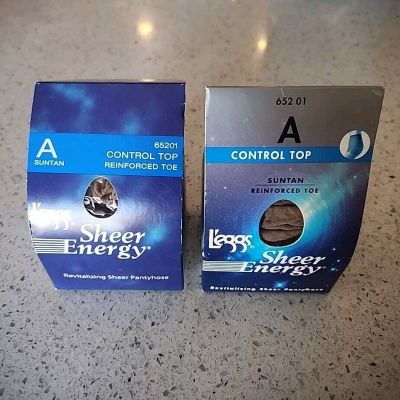 A
SUNTAN
65201
CONTROL TOP
REINFORCED TOE
L'eggs
Sheer
Energy®
Revitalizing Sheer Pantyhose
652 01
A
CONTROL TOP
SUNTAN
REINFORCED TOE
L'eggs
Sheer
Energy®
Revitalizing Sheer Pantyhose